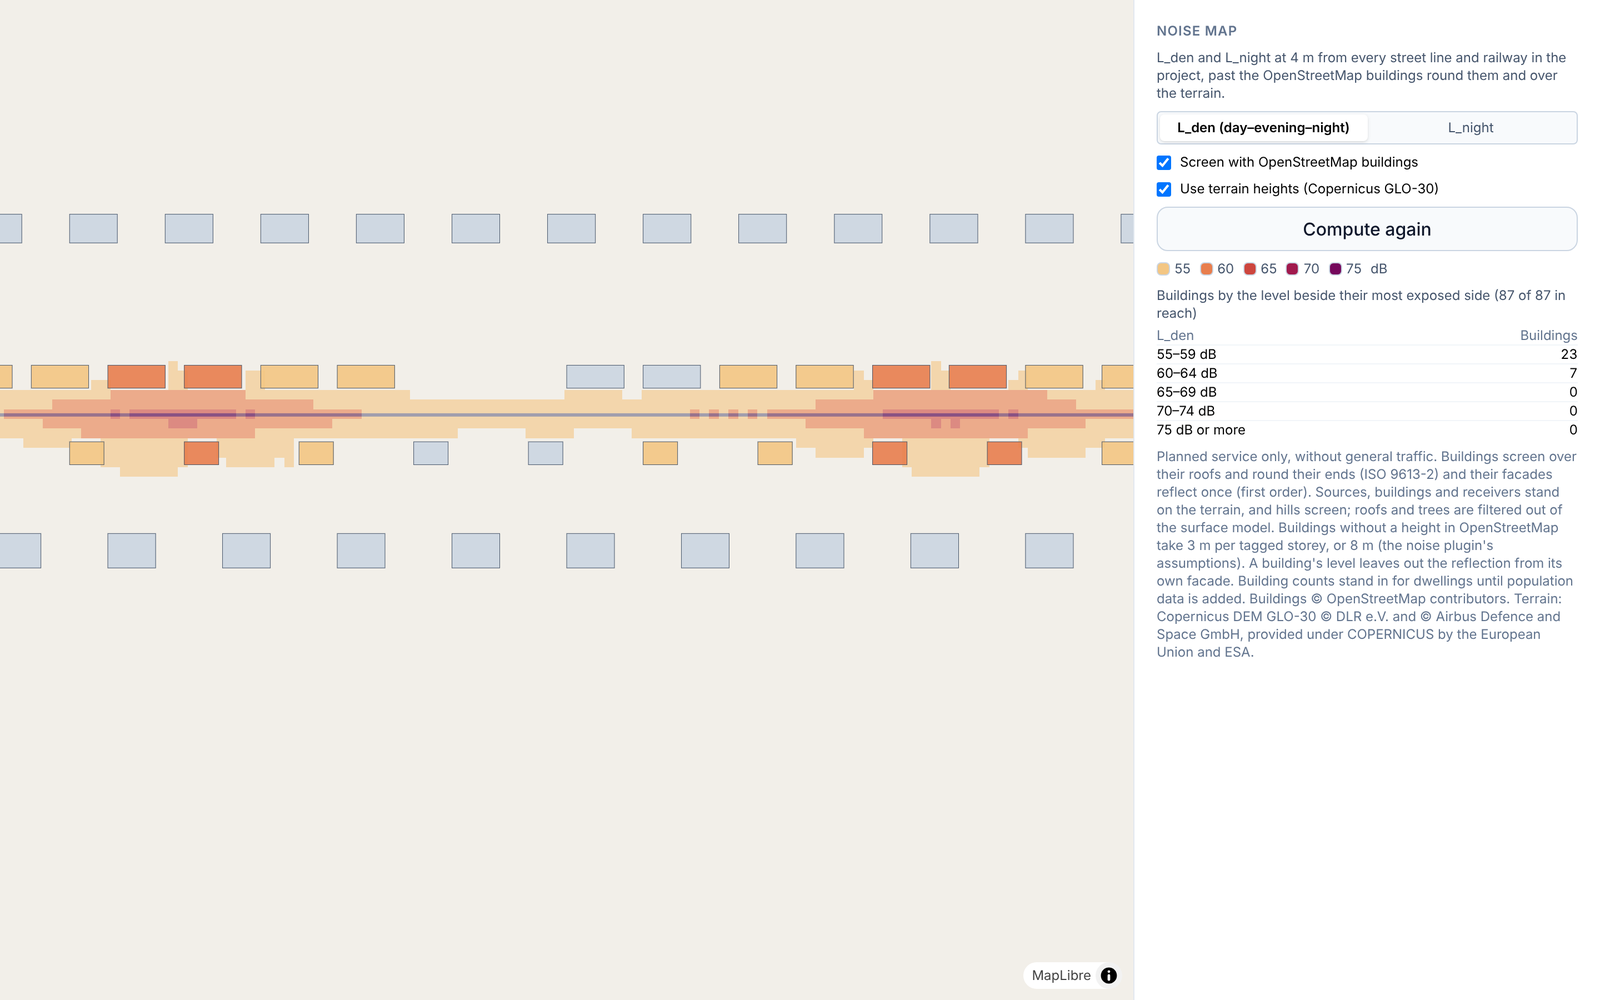 NOISE MAP
L_den and L_night at 4 m from every street line and railway in the
project, past the OpenStreetMap buildings round them and over
the terrain.
L_den (day–evening–night)
L_night
Screen with OpenStreetMap buildings
Use terrain heights (Copernicus GLO-30)
Compute again
55 60 65 70 75 dB
Buildings by the level beside their most exposed side (87 of 87 in
reach)
L_den Buildings
55–59 dB 23
60–64 dB 7
65–69 dB 0
70–74 dB 0
75 dB or more 0
Planned service only, without general traffic. Buildings screen over
their roofs and round their ends (ISO 9613-2) and their facades
reflect once (first order). Sources, buildings and receivers stand
on the terrain, and hills screen; roofs and trees are filtered out of
the surface model. Buildings without a height in OpenStreetMap
take 3 m per tagged storey, or 8 m (the noise plugin's
assumptions). A building's level leaves out the reflection from its
own facade. Building counts stand in for dwellings until population
data is added. Buildings © OpenStreetMap contributors. Terrain:
Copernicus DEM GLO-30 © DLR e.V. and © Airbus Defence and
Space GmbH, provided under COPERNICUS by the European
Union and ESA.
MapLibre